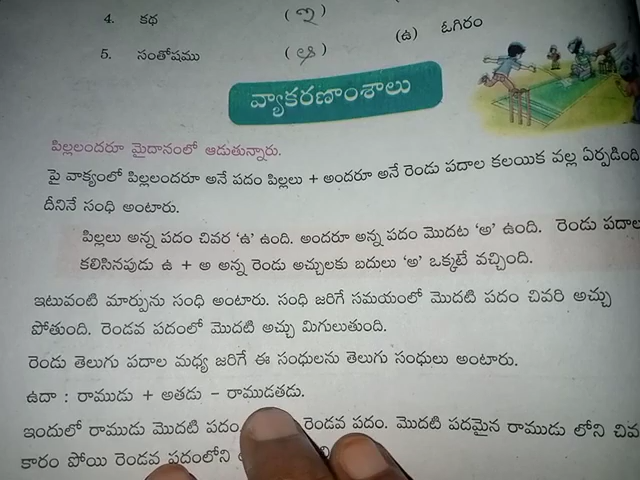 4. కథ ( ఇ )
5. సంతోషము ( ఆ ) (ఉ) ఓగిరం
వ్యాకరణాంశాలు
పిల్లలందరూ మైదానంలో ఆడుతున్నారు.
పై వాక్యంలో పిల్లలందరూ అనే పదం పిల్లలు + అందరూ అనే రెండు పదాల కలయిక వల్ల ఏర్పడింది
దీనినే సంధి అంటారు.
పిల్లలు అన్న పదం చివర ‘ఉ’ ఉంది. అందరూ అన్న పదం మొదట ‘అ’ ఉంది. రెండు పదాల
కలిసినపుడు ఉ + అ అన్న రెండు అచ్చులకు బదులు ‘అ’ ఒక్కటే వచ్చింది.
ఇటువంటి మార్పును సంధి అంటారు. సంధి జరిగే సమయంలో మొదటి పదం చివరి అచ్చు
పోతుంది. రెండవ పదంలో మొదటి అచ్చు మిగులుతుంది.
రెండు తెలుగు పదాల మధ్య జరిగే ఈ సంధులను తెలుగు సంధులు అంటారు.
ఉదా : రాముడు + అతడు – రాముడతడు.
ఇందులో రాముడు మొదటి పదం. రెండవ పదం. మొదటి పదమైన రాముడు లోని చివ
కారం పోయి రెండవ పదంలోని